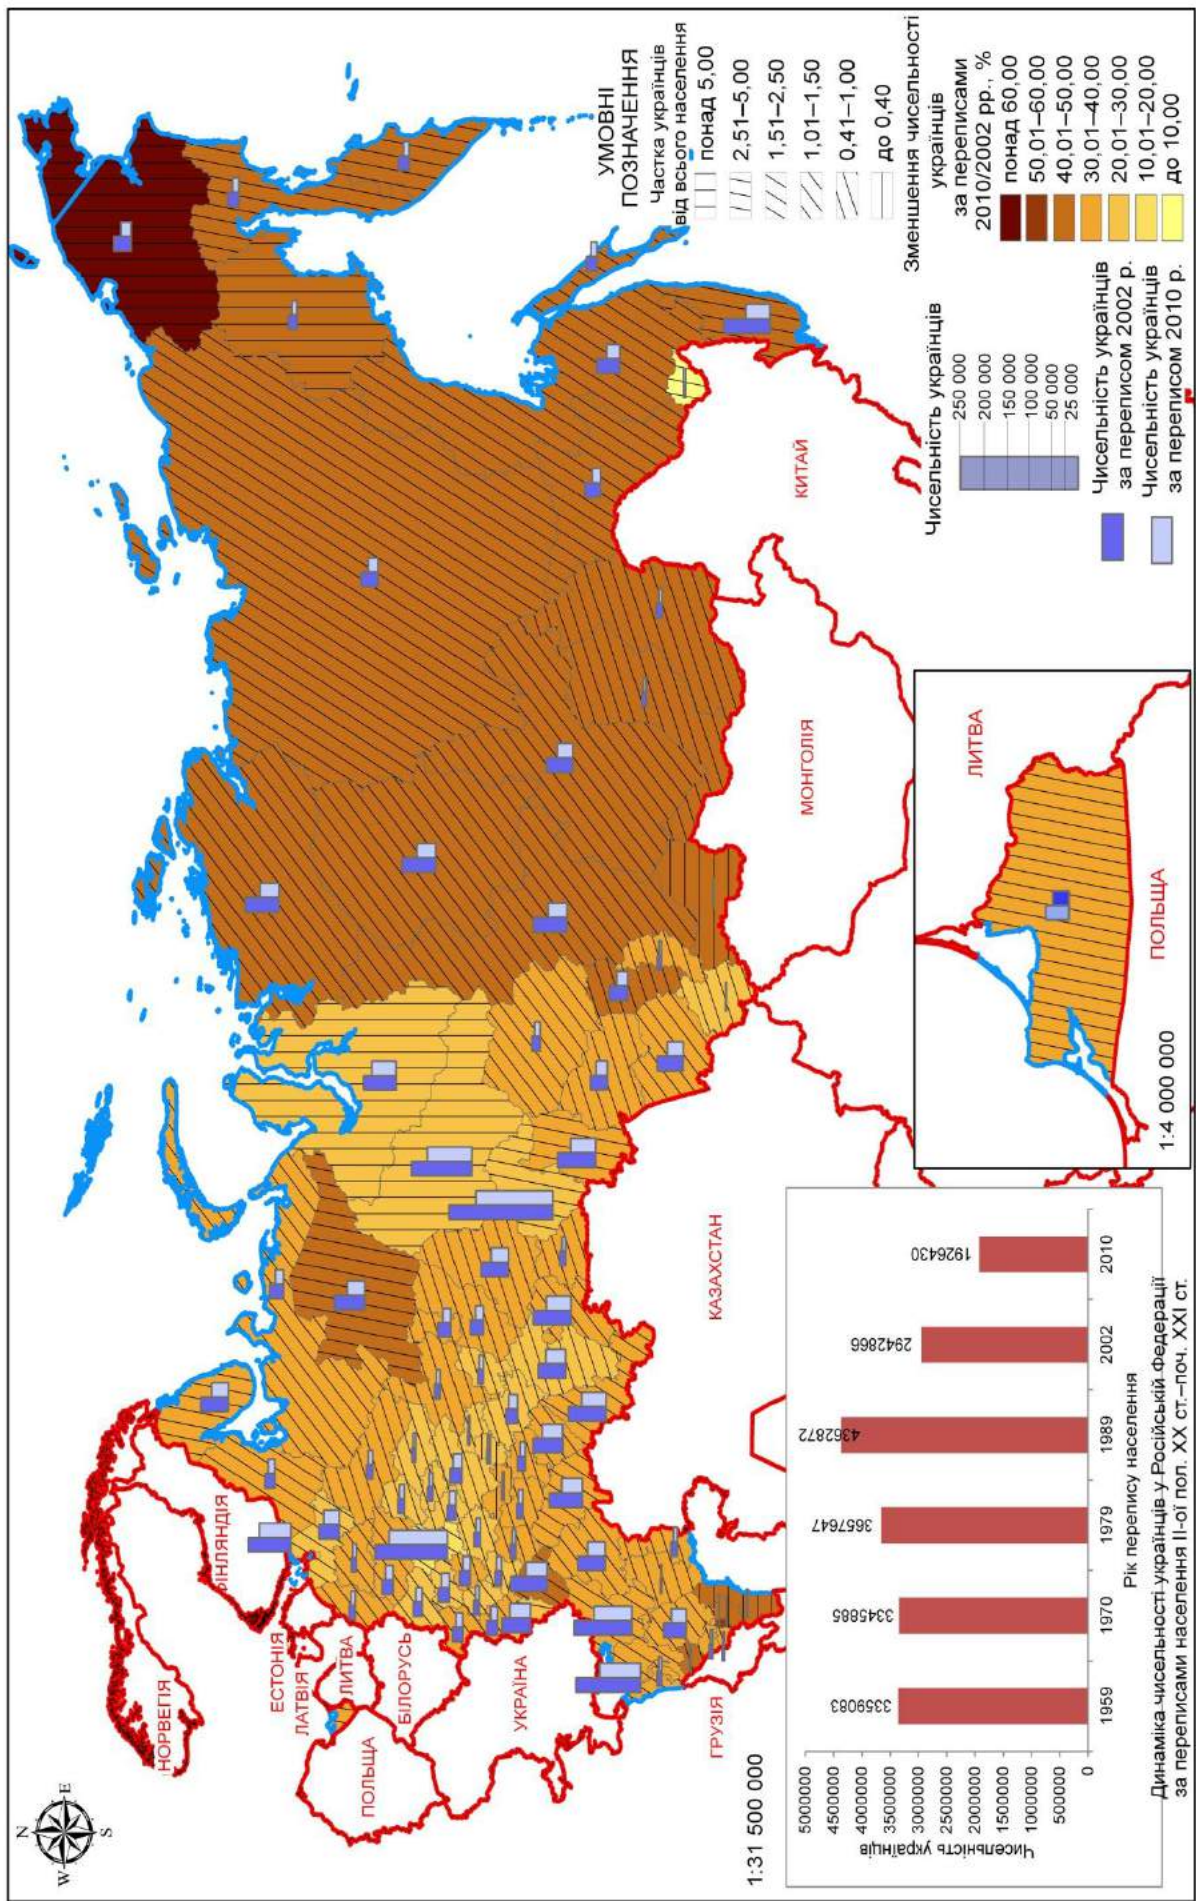 N
W
E
S
НОРВЕГІЯ
ФІНЛЯНДІЯ
ЕСТОНІЯ
ЛАТВІЯ
ЛИТВА
БІЛОРУСЬ
ПОЛЬЩА
УКРАЇНА
ГРУЗІЯ
КАЗАХСТАН
МОНГОЛІЯ
КИТАЙ
1:31 500 000
УМОВНІ
ПОЗНАЧЕННЯ
Частка українців
від всього населення
понад 5,00
2,51–5,00
1,51–2,50
1,01–1,50
0,41–1,00
до 0,40
Зменшення чисельності
українців
за переписами
2010/2002 рр., %
понад 60,00
50,01–60,00
40,01–50,00
30,01–40,00
20,01–30,00
10,01–20,00
до 10,00
Чисельність українців
250 000
200 000
150 000
100 000
50 000
25 000
Чисельність українців
за переписом 2002 р.
Чисельність українців
за переписом 2010 р.
ЛИТВА
ПОЛЬЩА
1:4 000 000
Чисельність українців
5000000
4500000
4000000
3500000
3000000
2500000
2000000
1500000
1000000
500000
0
3359083
3345885
3657647
4362872
2942866
1926430
1959
1970
1979
1989
2002
2010
Рік перепису населення
Динаміка чисельності українців у Російській Федерації
за переписами населення ІІ-ої пол. ХХ ст.–поч. ХХІ ст.